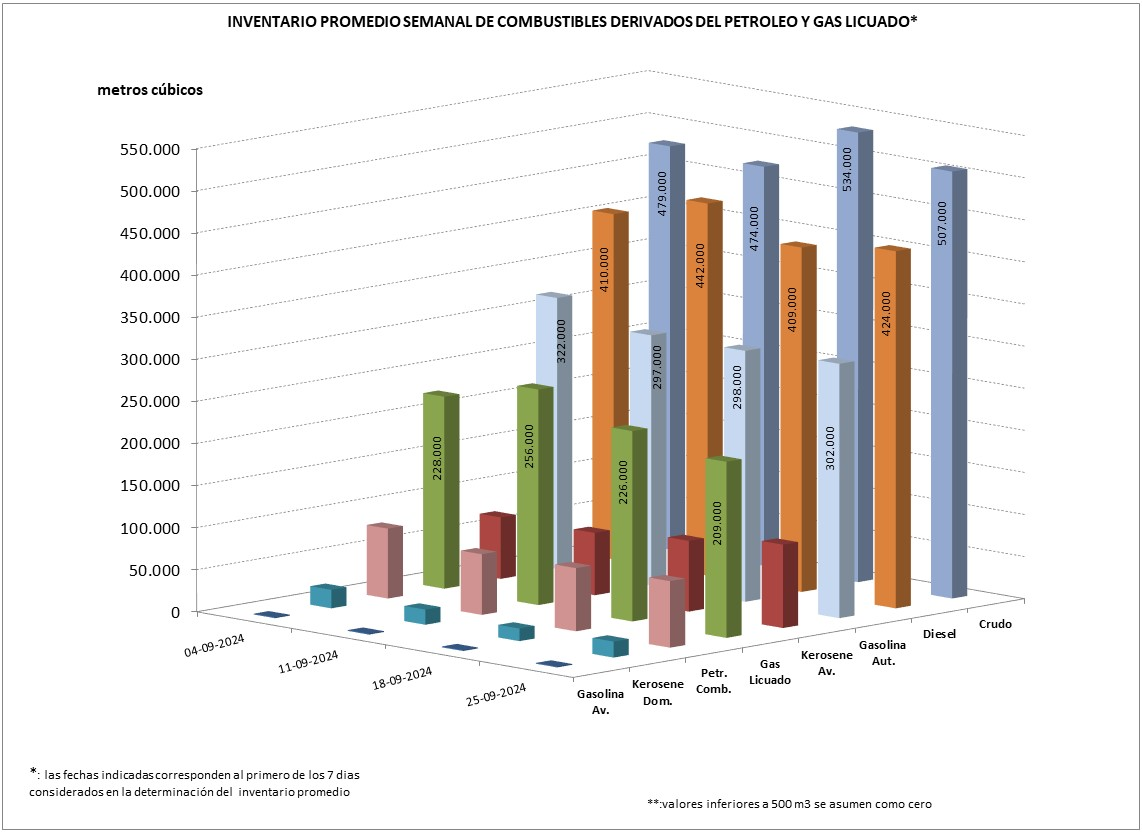 INVENTARIO PROMEDIO SEMANAL DE COMBUSTIBLES DERIVADOS DEL PETROLEO Y GAS LICUADO*
metros cúbicos
550.000
500.000
450.000
400.000
350.000
300.000
250.000
200.000
150.000
100.000
50.000
0
479.000
474.000
534.000
507.000
410.000
442.000
409.000
424.000
322.000
297.000
298.000
302.000
228.000
256.000
226.000
209.000
04-09-2024
11-09-2024
18-09-2024
25-09-2024
Gasolina
Av.
Kerosene
Dom.
Petr.
Comb.
Gas
Licuado
Kerosene
Av.
Gasolina
Aut.
Diesel
Crudo
*: las fechas indicadas corresponden al primero de los 7 dias
considerados en la determinación del inventario promedio
**:valores inferiores a 500 m3 se asumen como cero